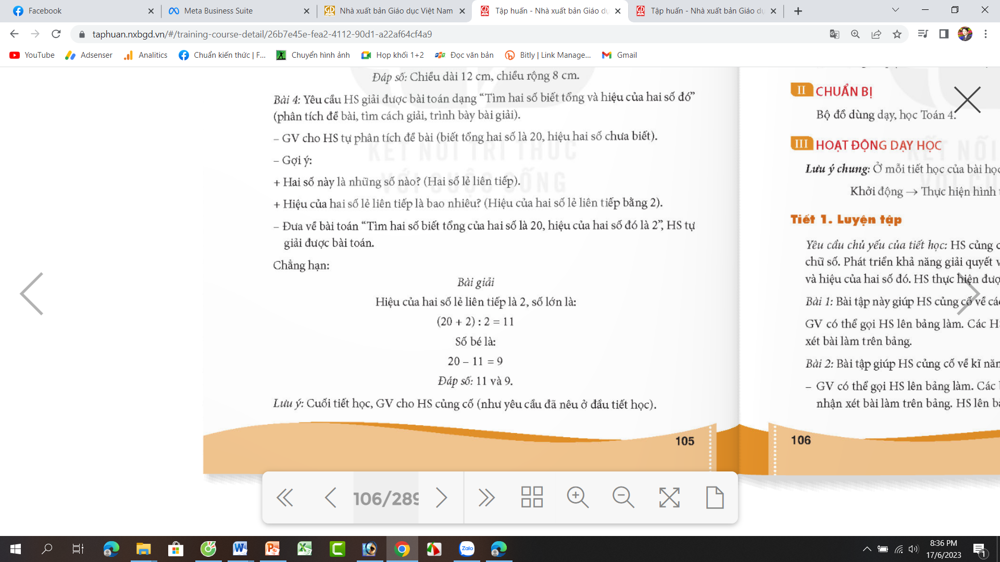 Facebook
Meta Business Suite
Nhà xuất bản Giáo dục Việt Nam
Tập huấn - Nhà xuất bản Giáo dụ
Tập huấn - Nhà xuất bản Giáo dụ
taphuan.nxbgd.vn/#/training-course-detail/26b7e45e-fea2-4112-90d1-a22af64cf4a9
YouTube
Adsenser
Analitics
Chuẩn kiến thức | F...
Chuyển hình ảnh
Họp khối 1+2
Đọc văn bản
Bitly | Link Manage...
Gmail
Đáp số: Chiều dài 12 cm, chiều rộng 8 cm.
Bài 4: Yêu cầu HS giải được bài toán dạng “Tìm hai số biết tổng và hiệu của hai số đó”
(phân tích đề bài, tìm cách giải, trình bày bài giải).
– GV cho HS tự phân tích đề bài (biết tổng hai số là 20, hiệu hai số chưa biết).
– Gợi ý:
KẾT NỐI TRI THỨC
VỚI CUỘC SỐNG
+ Hai số này là những số nào? (Hai số lẻ liên tiếp).
+ Hiệu của hai số lẻ liên tiếp là bao nhiêu? (Hiệu của hai số lẻ liên tiếp bằng 2).
– Đưa về bài toán “Tìm hai số biết tổng của hai số là 20, hiệu của hai số đó là 2”, HS tự
giải được bài toán.
Chẳng hạn:
Bài giải
Hiệu của hai số lẻ liên tiếp là 2, số lớn là:
(20 + 2) : 2 = 11
Số bé là:
20 – 11 = 9
Đáp số: 11 và 9.
Lưu ý: Cuối tiết học, GV cho HS củng cố (như yêu cầu đã nêu ở đầu tiết học).
105
II CHUẨN BỊ
Bộ đồ dùng dạy, học Toán 4.
III HOẠT ĐỘNG DẠY HỌC
KẾT NỐI
Lưu ý chung: Ở mỗi tiết học của bài học
Khởi động → Thực hiện hình
Tiết 1. Luyện tập
Yêu cầu chủ yếu của tiết học: HS củng
chữ số. Phát triển khả năng giải quyết
và hiệu của hai số đó. HS thực hiện đượ
Bài 1: Bài tập này giúp HS củng cố về cá
GV có thể gọi HS lên bảng làm. Các H
xét bài làm trên bảng.
Bài 2: Bài tập giúp HS củng cố về kĩ năn
– GV có thể gọi HS lên bảng làm. Các
nhận xét bài làm trên bảng. HS lên
106
106/289
Zalo
8:36 PM
17/6/2023
1